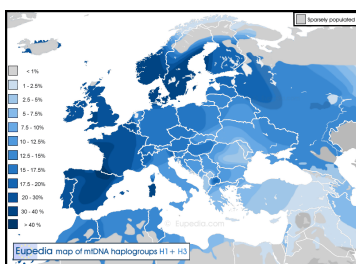 Sparsely populated
< 1%
1 - 2.5%
2.5 - 5%
5 - 7.5%
7.5 - 10%
10 - 12.5%
12.5 - 15%
15 - 17.5%
17.5 - 20%
20 - 30%
30 - 40 %
> 40 %
© Eupedia.com
Eupedia map of mtDNA haplogroups H1 + H3